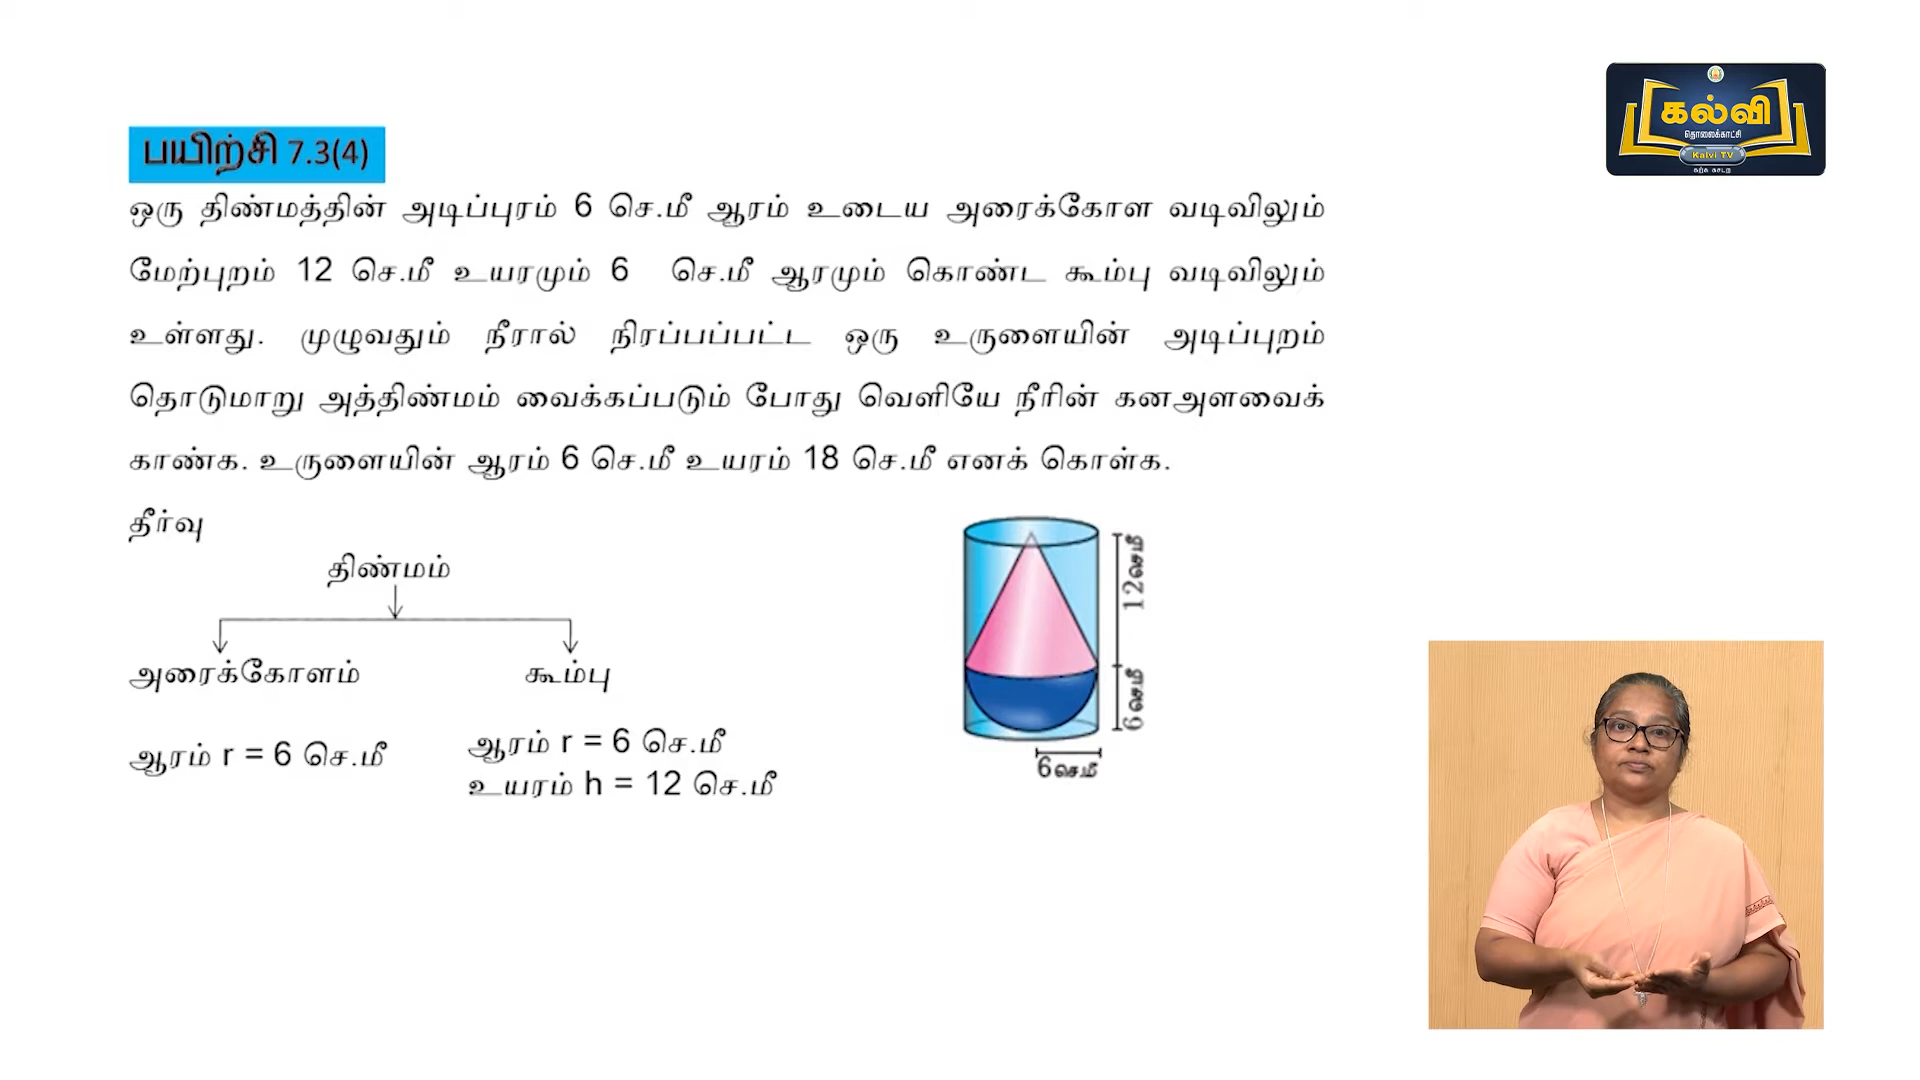 கல்வி
தொலைக்காட்சி
Kalvi TV
கற்க கசடற
பயிற்சி 7.3(4)
ஒரு திண்மத்தின் அடிப்புரம் 6 செ.மீ ஆரம் உடைய அரைக்கோள வடிவிலும்
மேற்புறம் 12 செ.மீ உயரமும் 6 செ.மீ ஆரமும் கொண்ட கூம்பு வடிவிலும்
உள்ளது. முழுவதும் நீரால் நிரப்பப்பட்ட ஒரு உருளையின் அடிப்புறம்
தொடுமாறு அத்திண்மம் வைக்கப்படும் போது வெளியே நீரின் கனஅளவைக்
காண்க. உருளையின் ஆரம் 6 செ.மீ உயரம் 18 செ.மீ எனக் கொள்க.
தீர்வு
திண்மம்
அரைக்கோளம் கூம்பு
ஆரம் r = 6 செ.மீ
ஆரம் r = 6 செ.மீ
உயரம் h = 12 செ.மீ
12செ.மீ
6செ.மீ
6செ.மீ